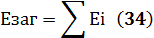 Eзаг = ∑ Ei (34)